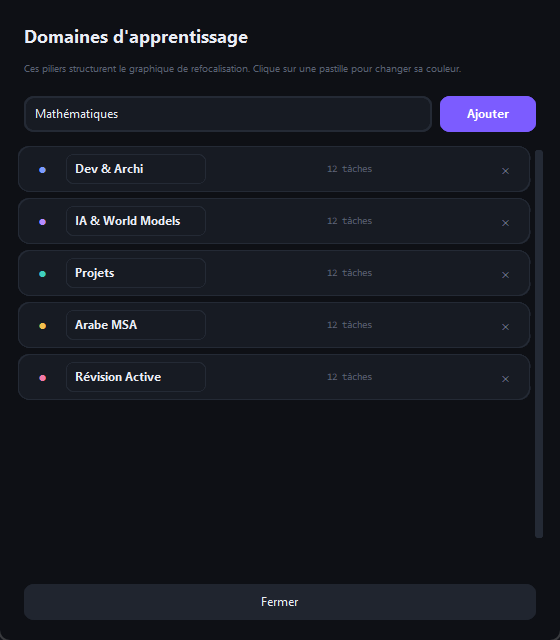 Domaines d'apprentissage
Ces piliers structurent le graphique de refocalisation. Clique sur une pastille pour changer sa couleur.
Mathématiques Ajouter
Dev & Archi 12 tâches ×
IA & World Models 12 tâches ×
Projets 12 tâches ×
Arabe MSA 12 tâches ×
Révision Active 12 tâches ×
Fermer